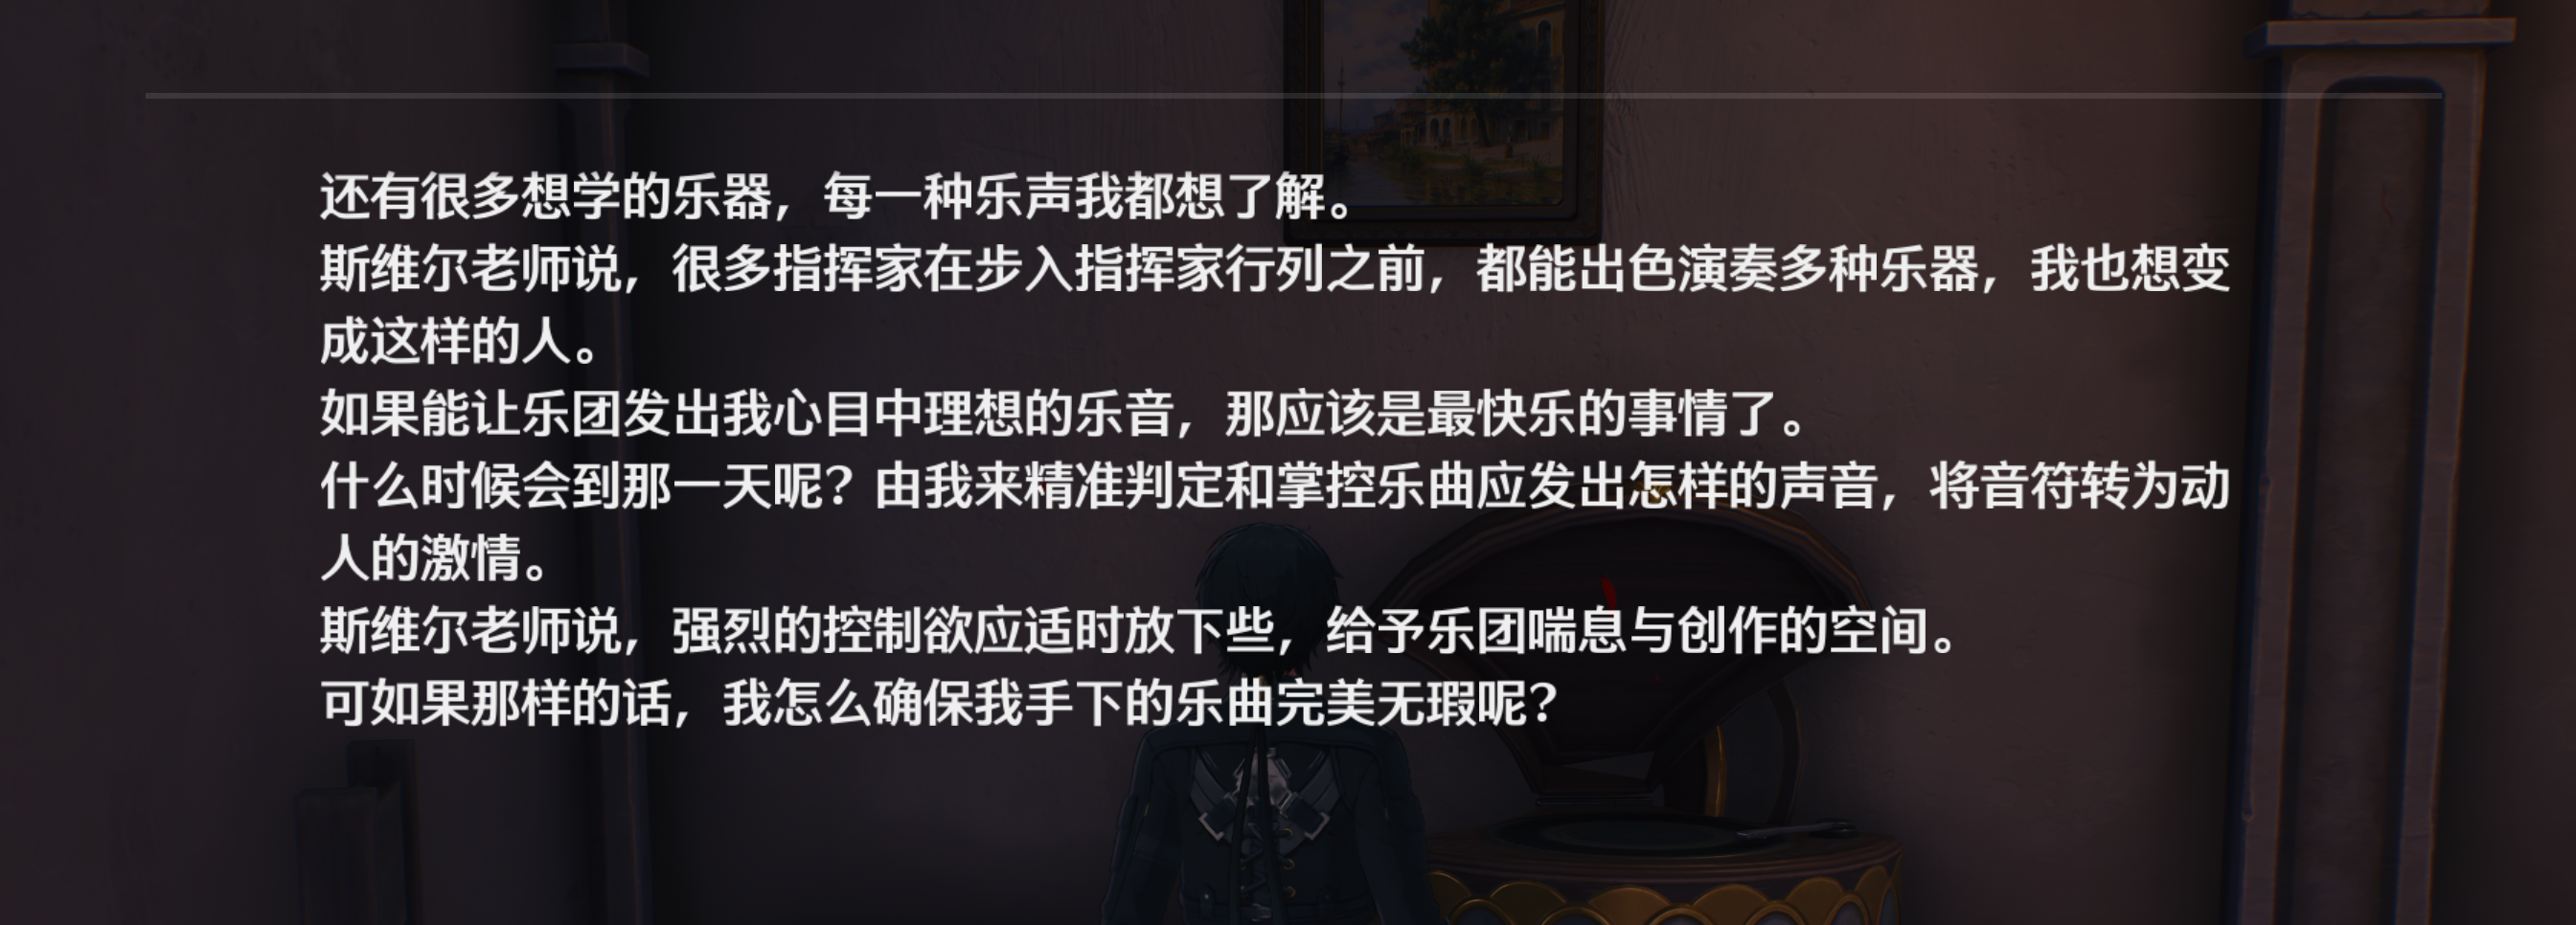 还有很多想学的乐器，每一种乐声我都想了解。
斯维尔老师说，很多指挥家在步入指挥家行列之前，都能出色演奏多种乐器，我也想变
成这样的人。
如果能让乐团发出我心目中理想的乐音，那应该是最快乐的事情了。
什么时候会到那一天呢？由我来精准判定和掌控乐曲应发出怎样的声音，将音符转为动
人的激情。
斯维尔老师说，强烈的控制欲应适时放下些，给予乐团喘息与创作的空间。
可如果那样的话，我怎么确保我手下的乐曲完美无瑕呢？